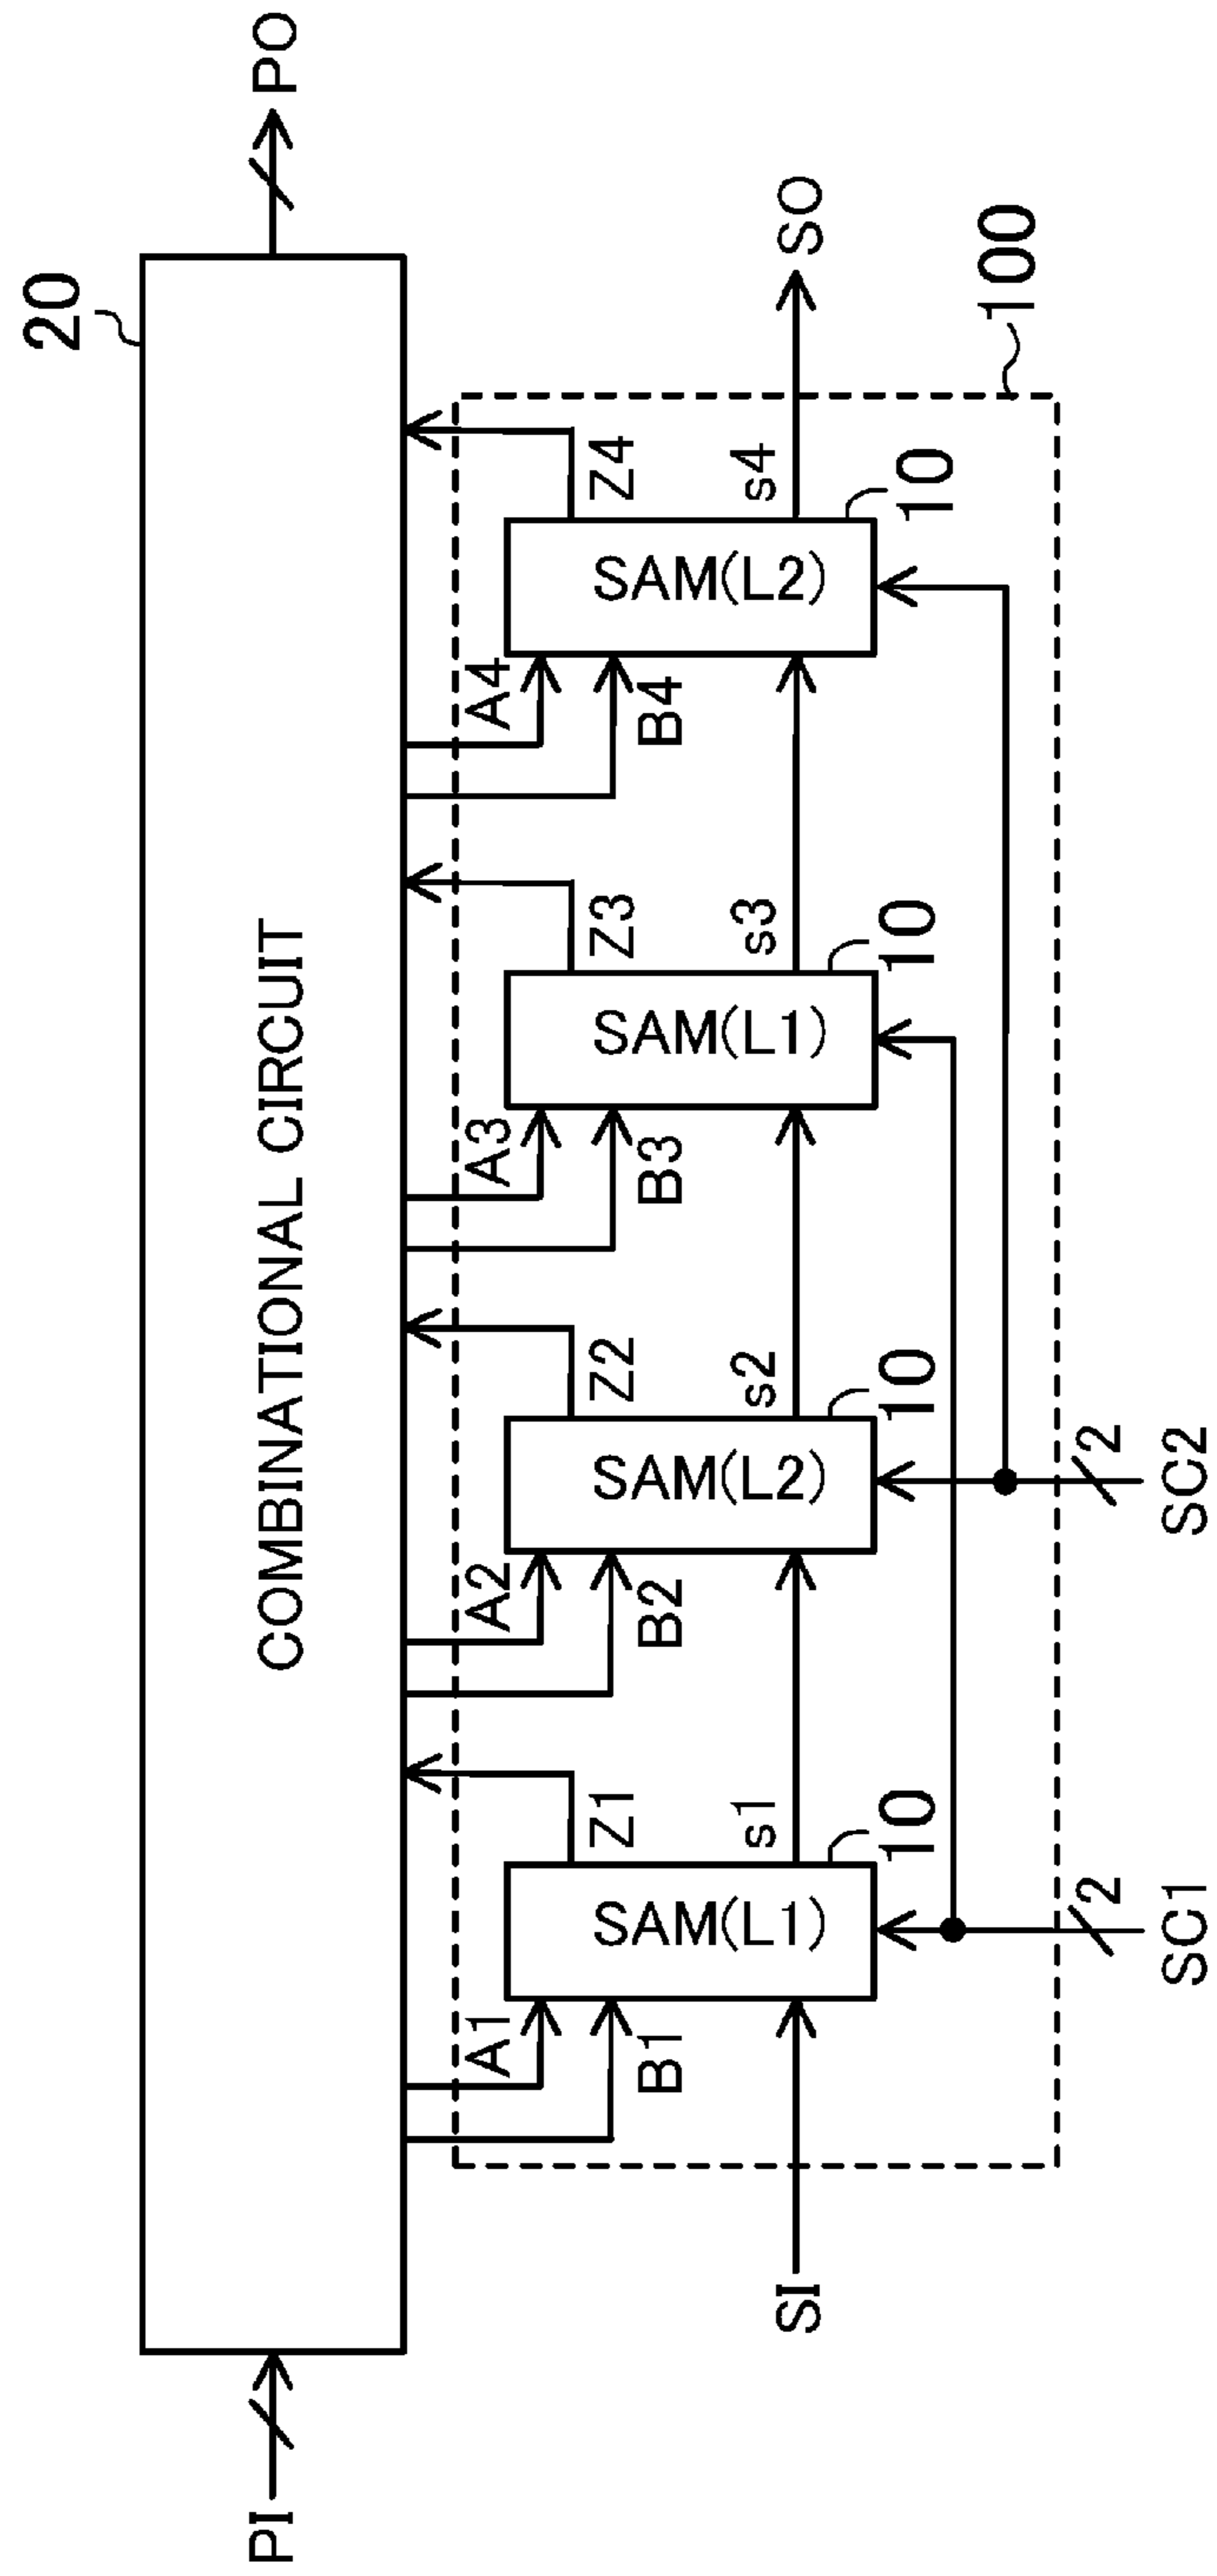 20
PI
COMBINATIONAL CIRCUIT
PO
A1
Z1
A2
Z2
A3
Z3
A4
Z4
B1
B2
B3
B4
SAM(L1)
SAM(L2)
SAM(L1)
SAM(L2)
SI
s1
s2
s3
s4
SO
10
10
10
10
100
2
2
SC1
SC2